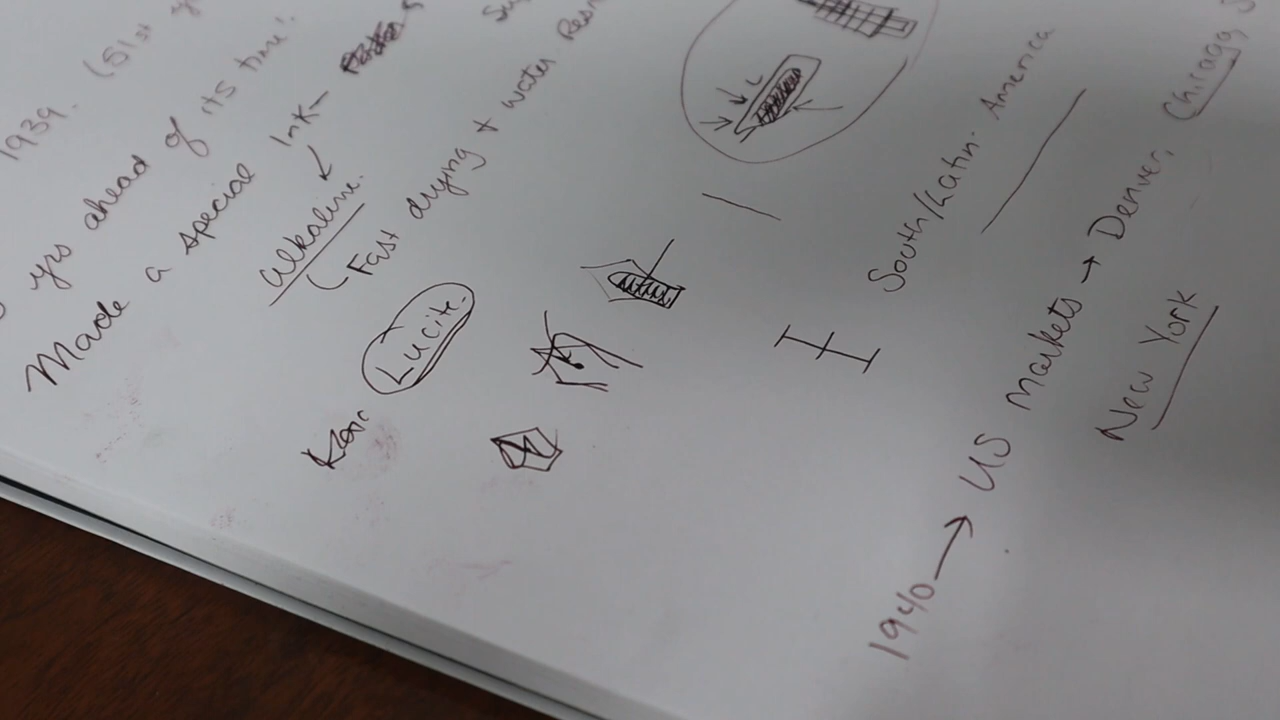 1939. (51st
yrs ahead of its time!
Made a special Ink-
Alkaline.
Fast drying + water
Lucite
South/Latin America
1940 → US Markets → Denver, Chicago,
New York